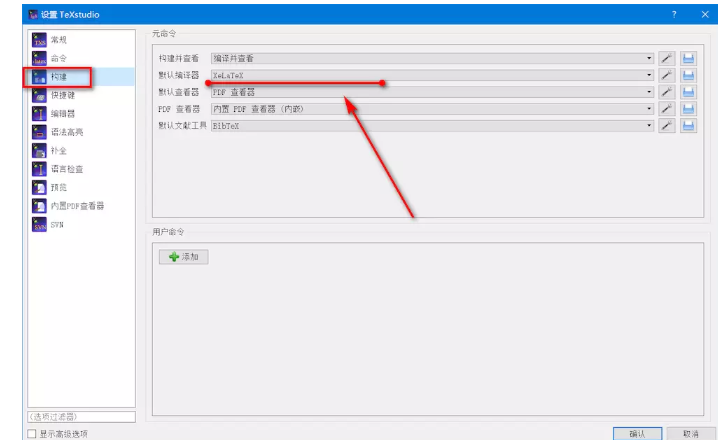 设置 TeXstudio
? ×
常规
命令
构建
快捷键
编辑器
语法高亮
补全
语言检查
预览
内置PDF查看器
SVN
(选项过滤器)
显示高级选项
元命令
构建并查看 编译并查看
默认编译器 XeLaTeX
默认查看器 PDF 查看器
PDF 查看器 内置 PDF 查看器 (内嵌)
默认文献工具 BibTeX
用户命令
添加
确认 取消